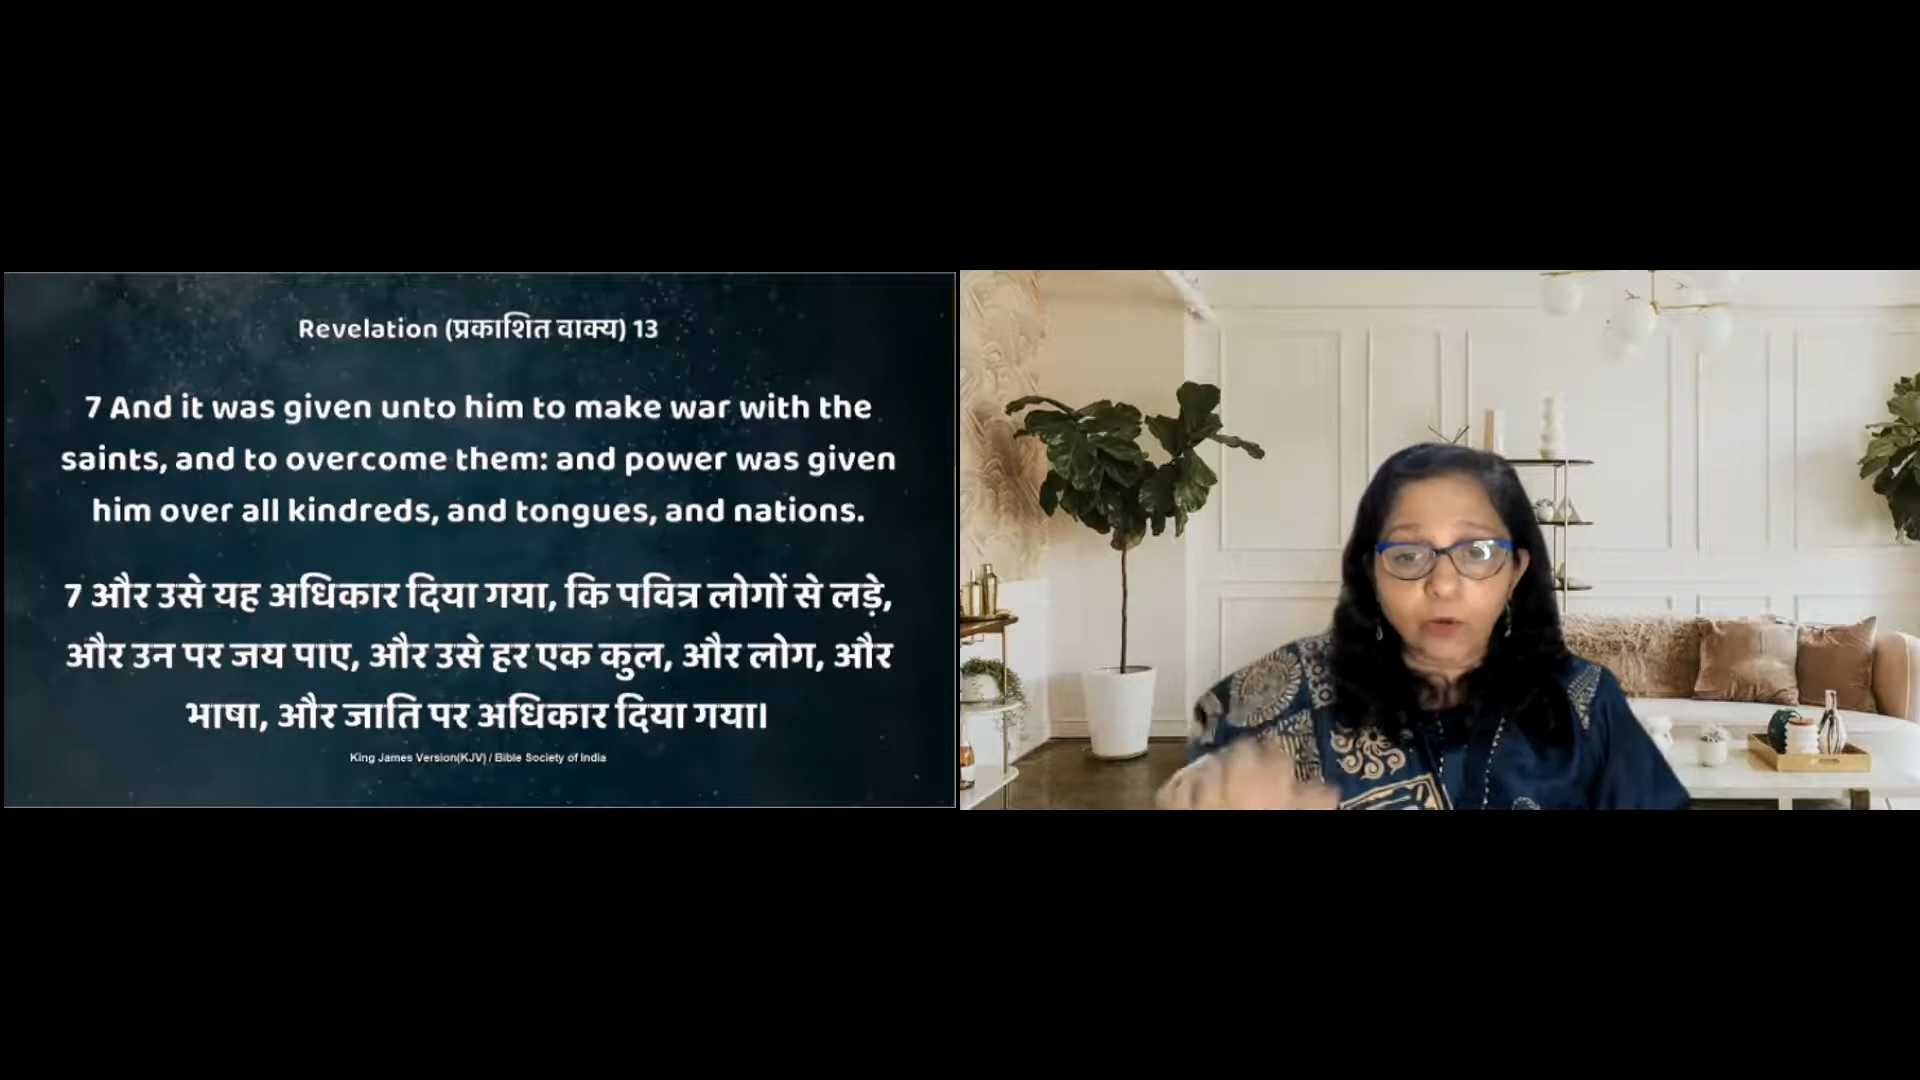 Revelation (प्रकाशित वाक्य) 13
7 And it was given unto him to make war with the
saints, and to overcome them: and power was given
him over all kindreds, and tongues, and nations.
7 और उसे यह अधिकार दिया गया, कि पवित्र लोगों से लड़े,
और उन पर जय पाए, और उसे हर एक कुल, और लोग, और
भाषा, और जाति पर अधिकार दिया गया।
King James Version(KJV) / Bible Society of India